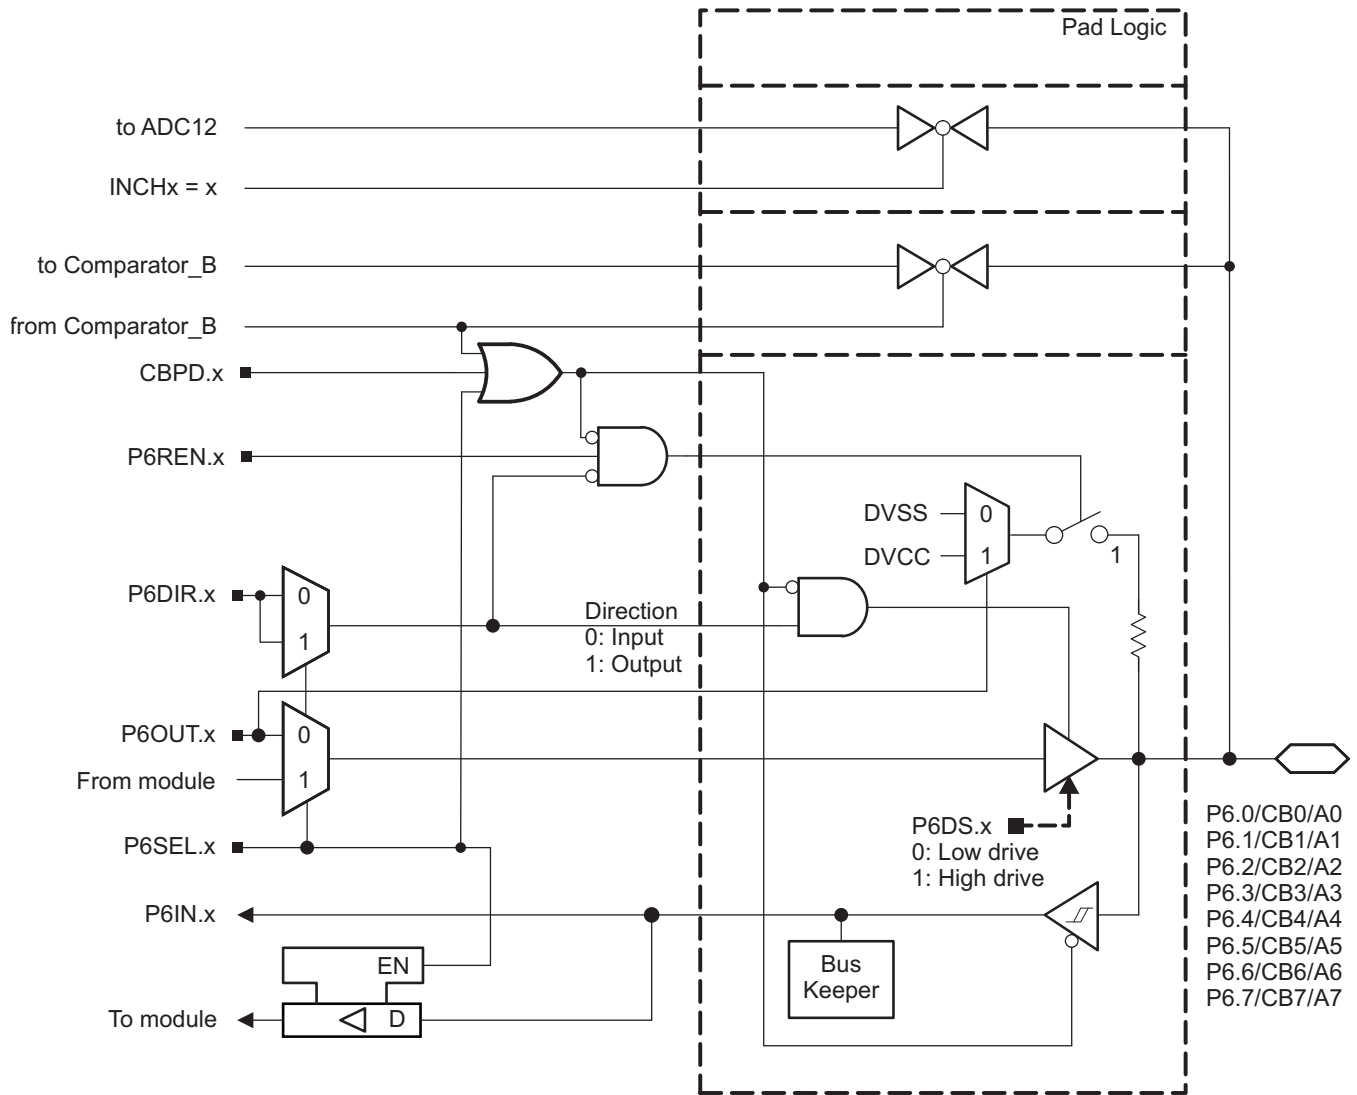 Pad Logic
to ADC12
INCHx = x
to Comparator_B
from Comparator_B
CBPD.x
P6REN.x
DVSS
0
DVCC
1
1
P6DIR.x
0
1
Direction
0: Input
1: Output
P6OUT.x
0
From module
1
P6SEL.x
P6DS.x
0: Low drive
1: High drive
P6.0/CB0/A0
P6.1/CB1/A1
P6.2/CB2/A2
P6.3/CB3/A3
P6.4/CB4/A4
P6.5/CB5/A5
P6.6/CB6/A6
P6.7/CB7/A7
P6IN.x
Bus
Keeper
EN
To module
D